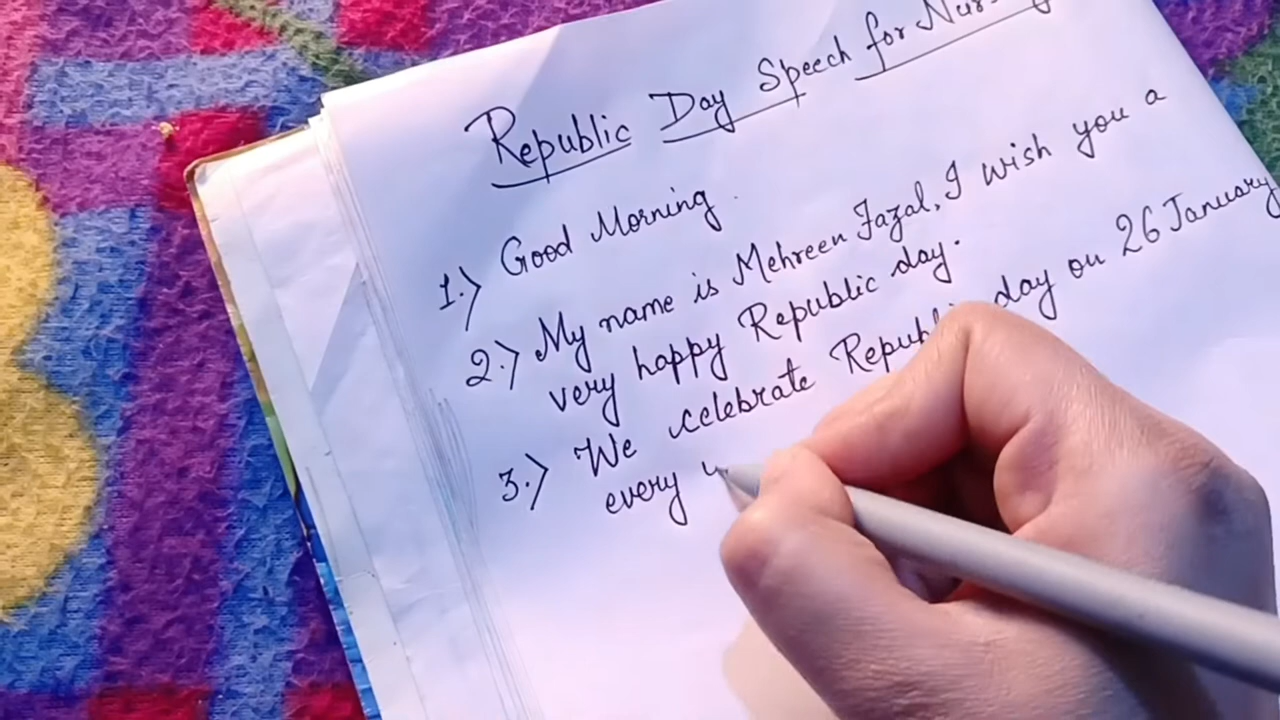 Republic Day Speech for
1.) Good Morning.
2.) My name is Mehreen Fazal, I wish you a
very happy Republic day.
3.) We celebrate Republic day on 26 January
every